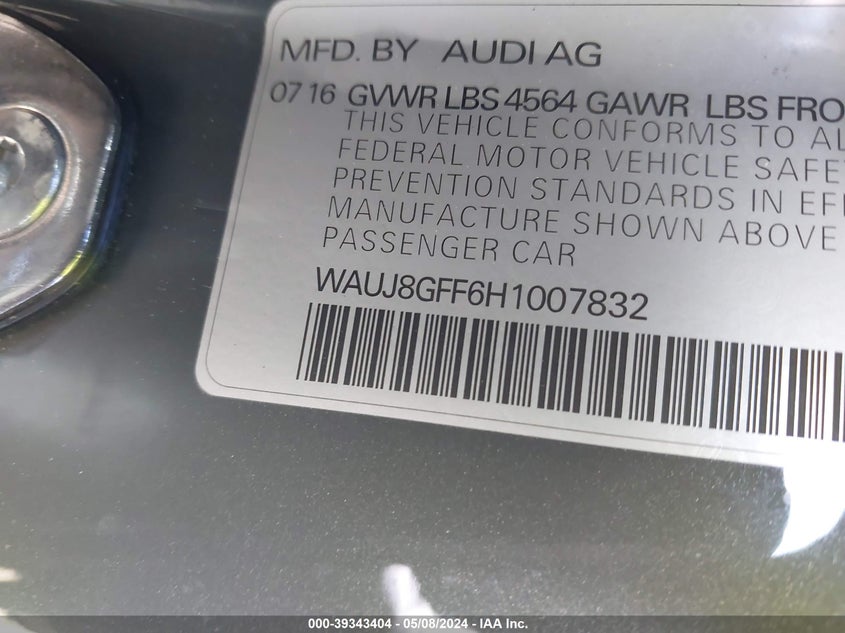 MFD. BY AUDI AG
07 16 GVWR LBS 4564 GAWR LBS FRO
THIS VEHICLE CONFORMS TO AL
FEDERAL MOTOR VEHICLE SAFE
PREVENTION STANDARDS IN EF
MANUFACTURE SHOWN ABOVE
PASSENGER CAR
WAUJ8GFF6H1007832
000-39343404 - 05/08/2024 - IAA Inc.